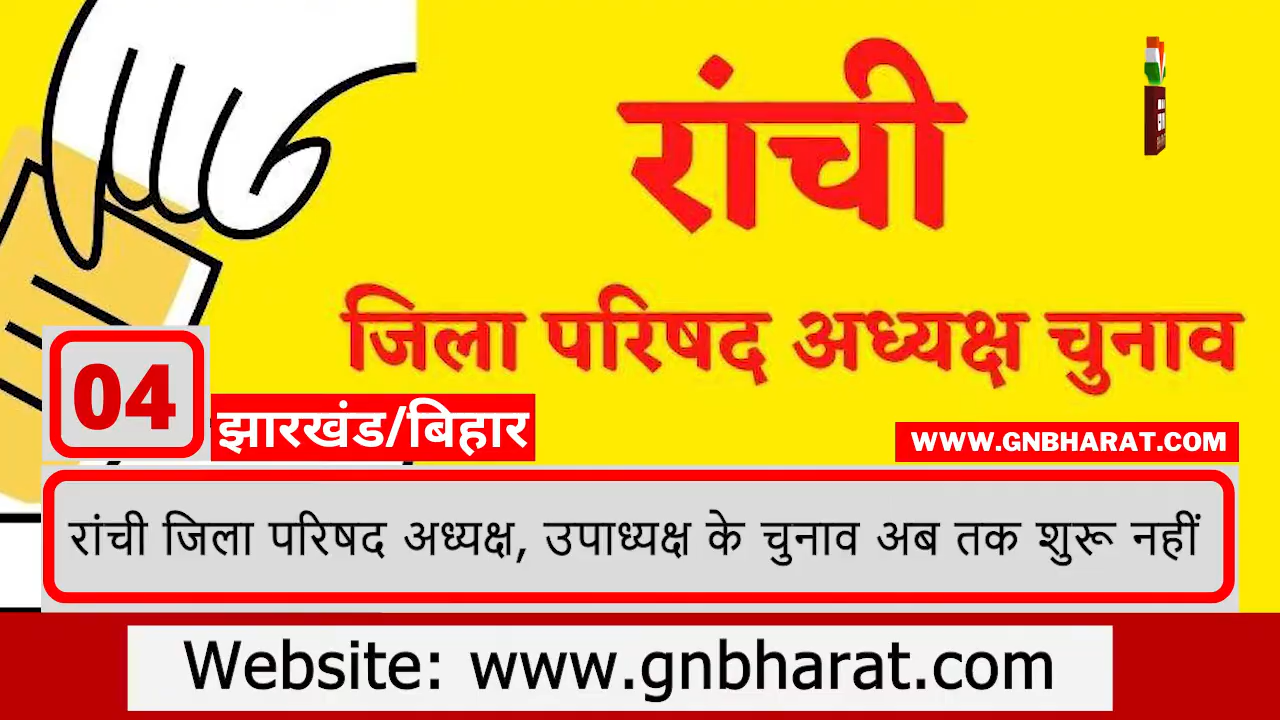 रांची
जिला परिषद अध्यक्ष चुनाव
04
झारखंड/बिहार
WWW.GNBHARAT.COM
रांची जिला परिषद अध्यक्ष, उपाध्यक्ष के चुनाव अब तक शुरू नहीं
Website: www.gnbharat.com